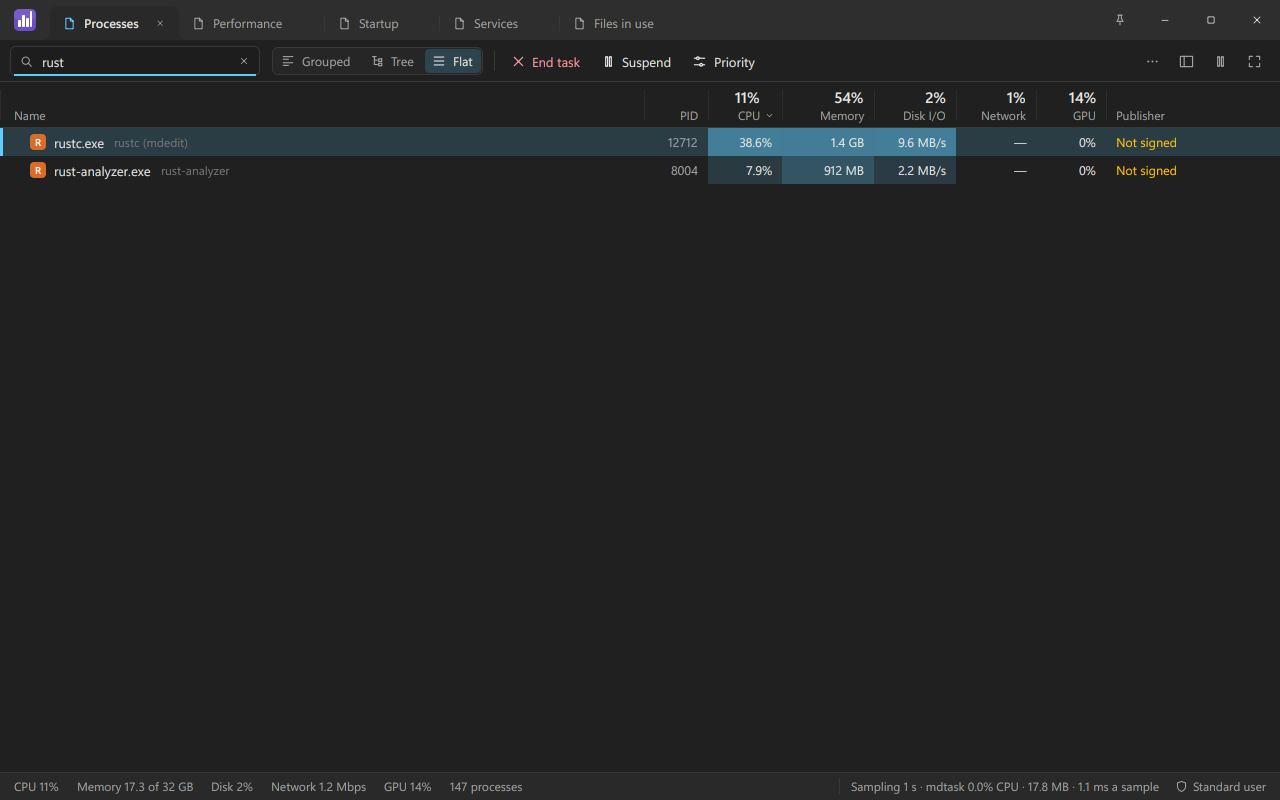 Processes Performance Startup Services Files in use
rust Grouped Tree Flat End task Suspend Priority
11% 54% 2% 1% 14%
Name PID CPU Memory Disk I/O Network GPU Publisher
R rustc.exe rustc (mdedit) 12712 38.6% 1.4 GB 9.6 MB/s — 0% Not signed
R rust-analyzer.exe rust-analyzer 8004 7.9% 912 MB 2.2 MB/s — 0% Not signed
CPU 11% Memory 17.3 of 32 GB Disk 2% Network 1.2 Mbps GPU 14% 147 processes Sampling 1 s · mdtask 0.0% CPU · 17.8 MB · 1.1 ms a sample Standard user